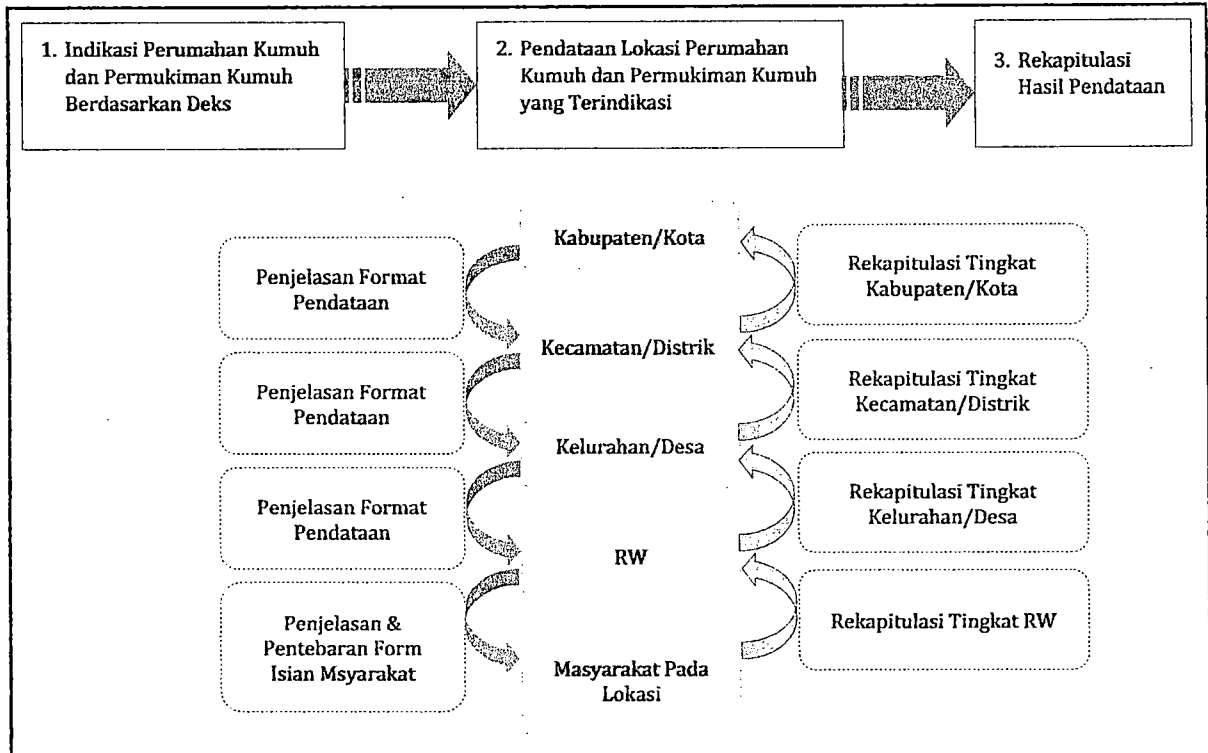 1. Indikasi Perumahan Kumuh
dan Permukiman Kumuh
Berdasarkan Deks
2. Pendataan Lokasi Perumahan
Kumuh dan Permukiman Kumuh
yang Terindikasi
3. Rekapitulasi
Hasil Pendataan
Kabupaten/Kota
Penjelasan Format
Pendataan
Rekapitulasi Tingkat
Kabupaten/Kota
Kecamatan/Distrik
Penjelasan Format
Pendataan
Rekapitulasi Tingkat
Kecamatan/Distrik
Kelurahan/Desa
Penjelasan Format
Pendataan
Rekapitulasi Tingkat
Kelurahan/Desa
RW
Penjelasan &
Pentebaran Form
Isian Msyarakat
Rekapitulasi Tingkat RW
Masyarakat Pada
Lokasi